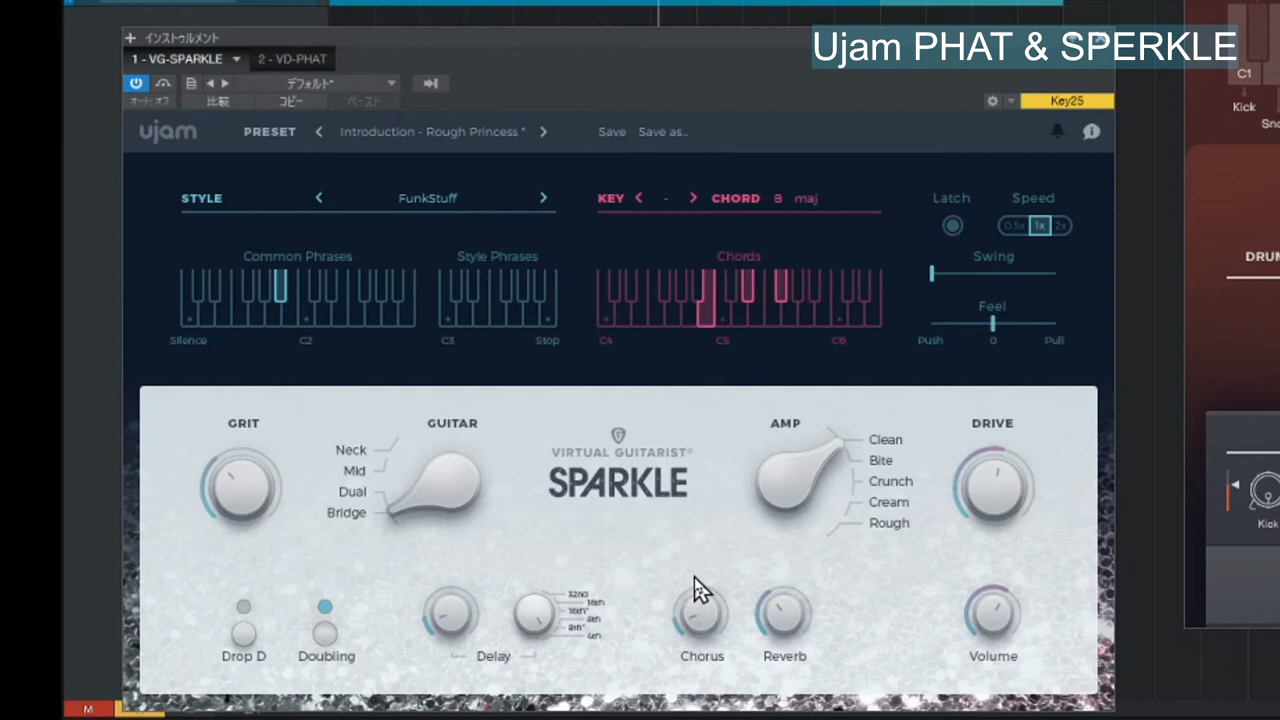 Ujam PHAT & SPERKLE
インストゥルメント
1 - VG-SPARKLE
2 - VD-PHAT
デフォルト*
オート: オフ
比較
コピー
ペースト
Key25
ujam
PRESET
Introduction - Rough Princess *
Save
Save as...
STYLE
FunkStuff
KEY
-
CHORD
B
maj
Latch
Speed
0.5x
1x
2x
Common Phrases
Style Phrases
Chords
Swing
Feel
Silence
C2
C3
Stop
C4
C5
C6
Push
0
Pull
GRIT
GUITAR
Neck
Mid
Dual
Bridge
VIRTUAL GUITARIST
SPARKLE
AMP
Clean
Bite
Crunch
Cream
Rough
DRIVE
Drop D
Doubling
32nd
16th
16th*
8th
8th*
4th
Delay
Chorus
Reverb
Volume
C1
Kick
DRUM
Kick
M